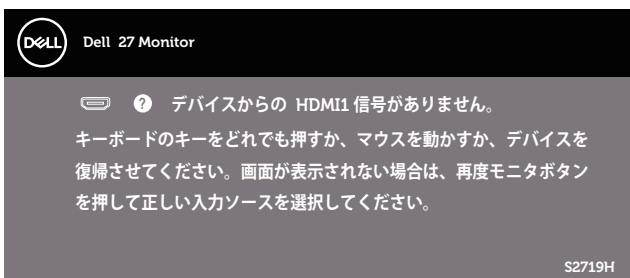 DELL
Dell 27 Monitor
? デバイスからの HDMI1 信号がありません。
キーボードのキーをどれでも押すか、マウスを動かすか、デバイスを
復帰させてください。画面が表示されない場合は、再度モニタボタン
を押して正しい入力ソースを選択してください。
S2719H